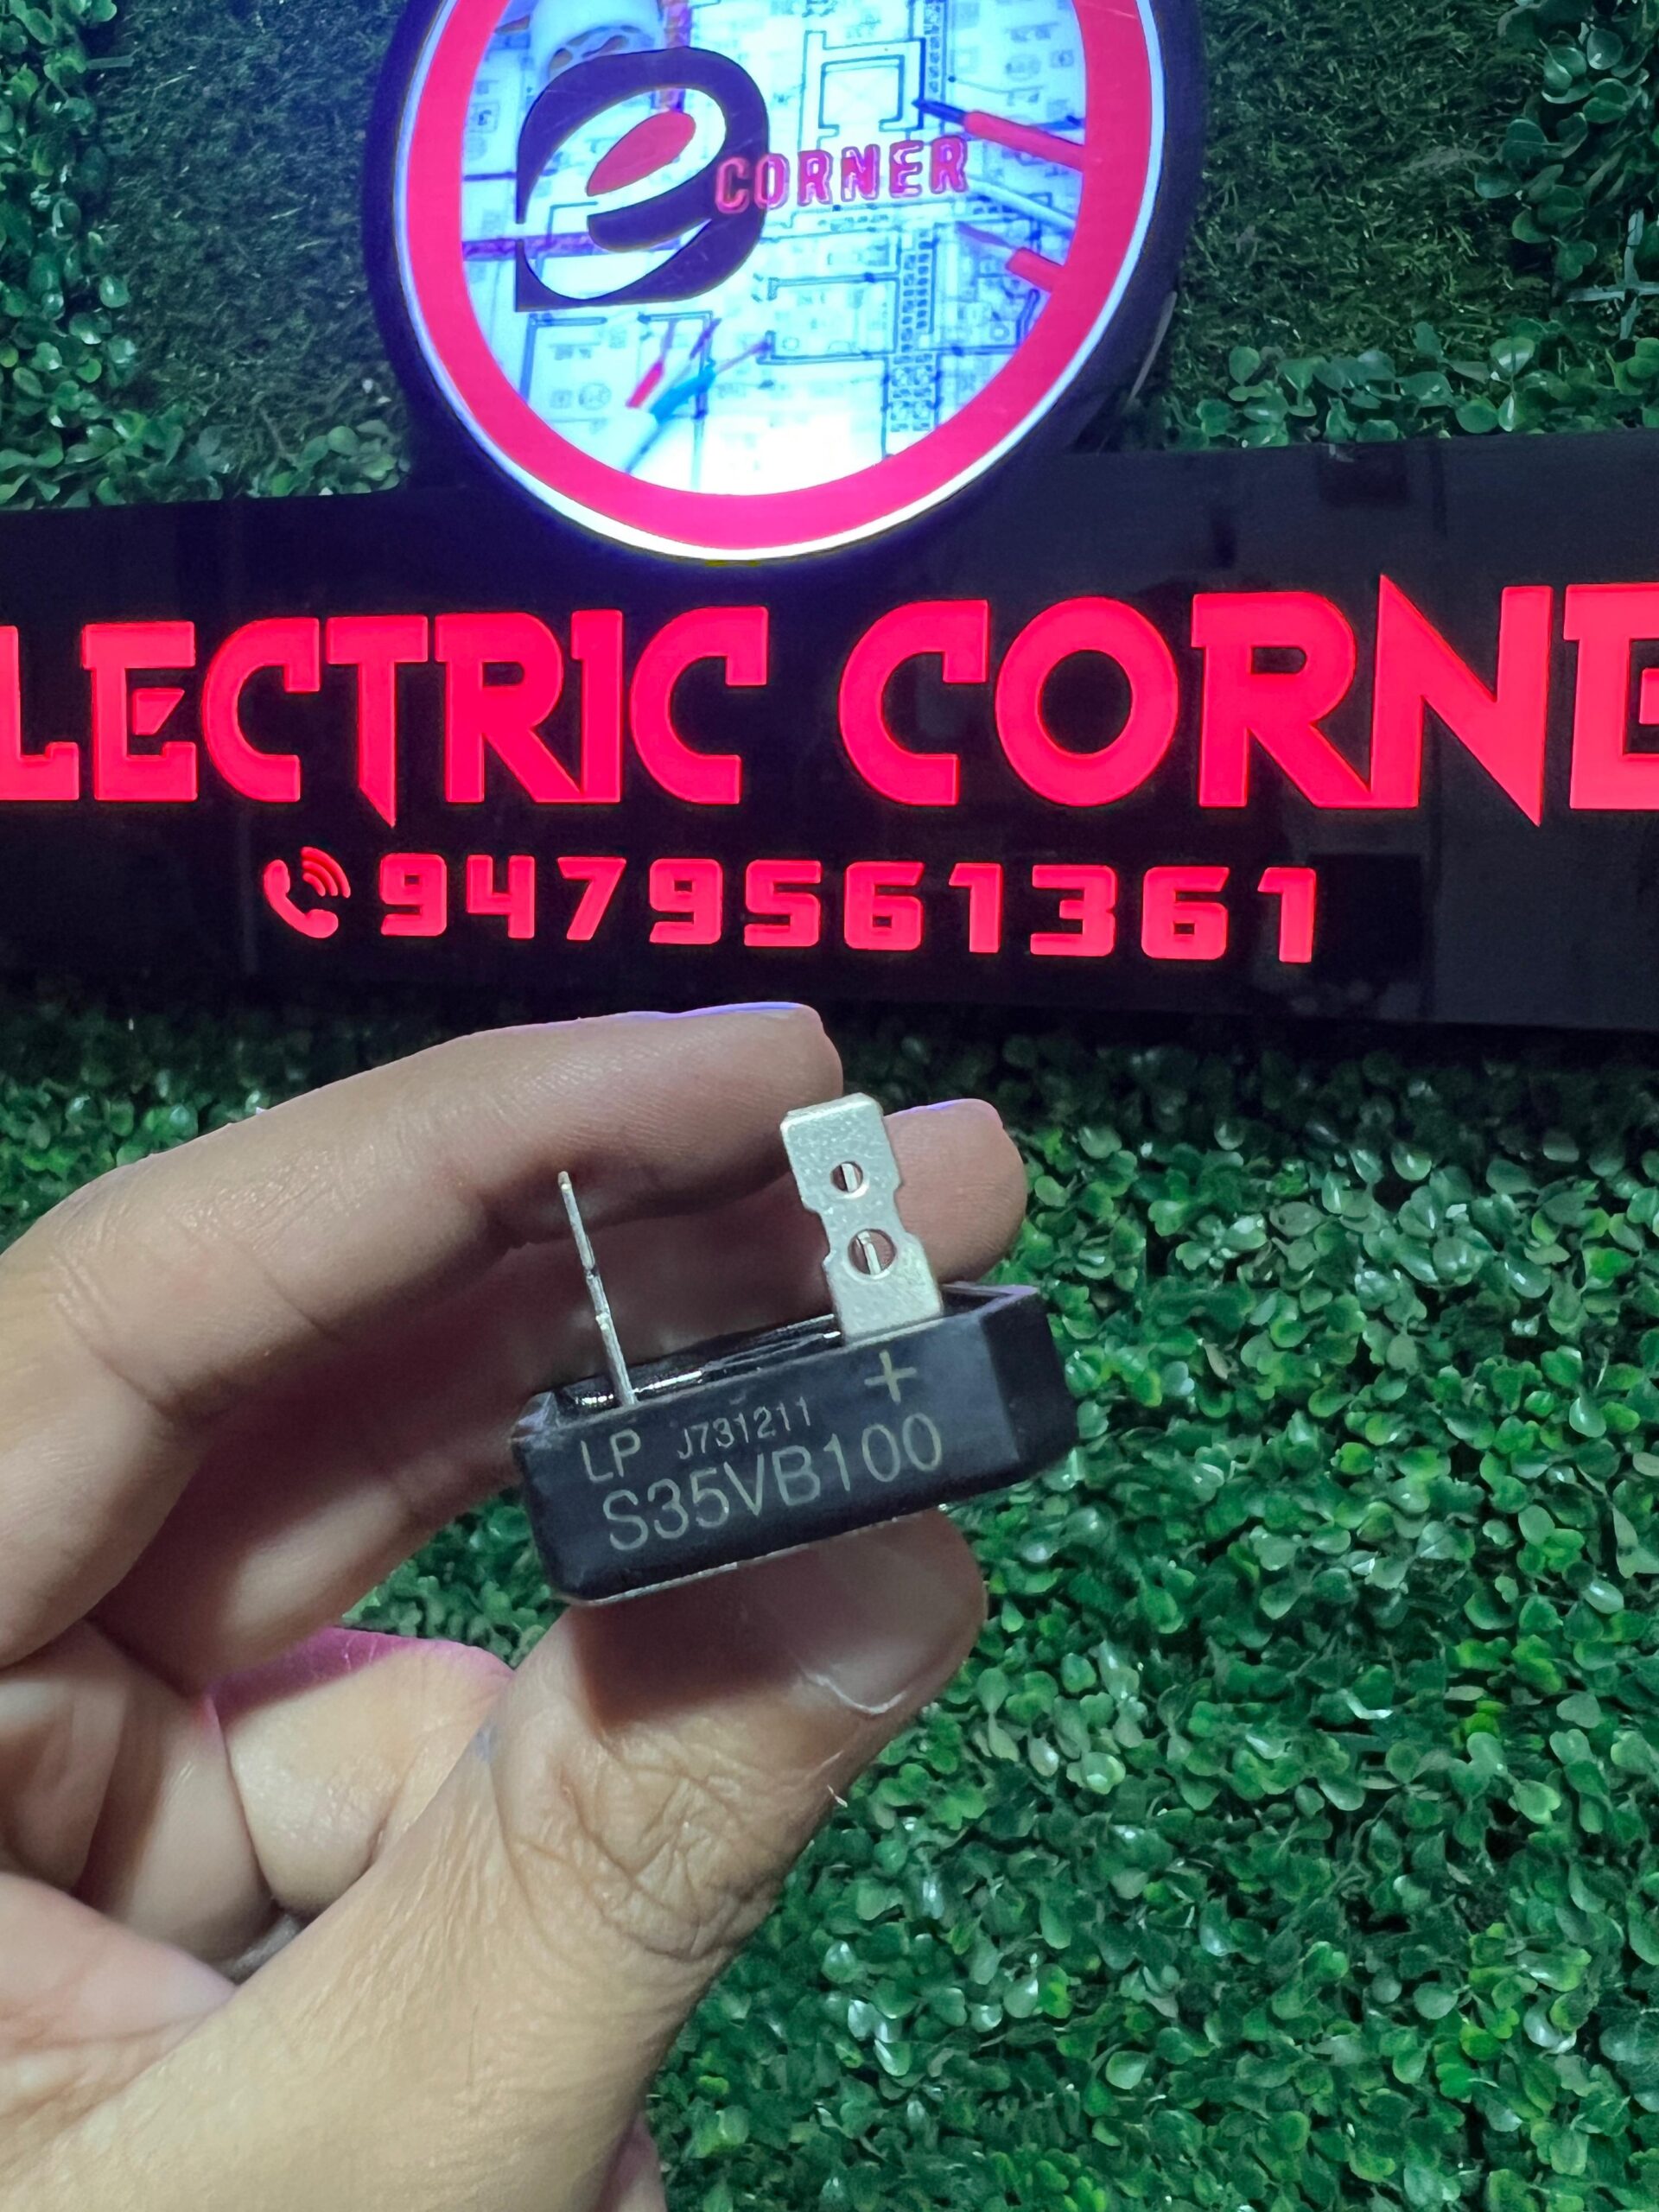 e CORNER
LECTRIC CORNE
9479561361
+
LP J731211
S35VB100